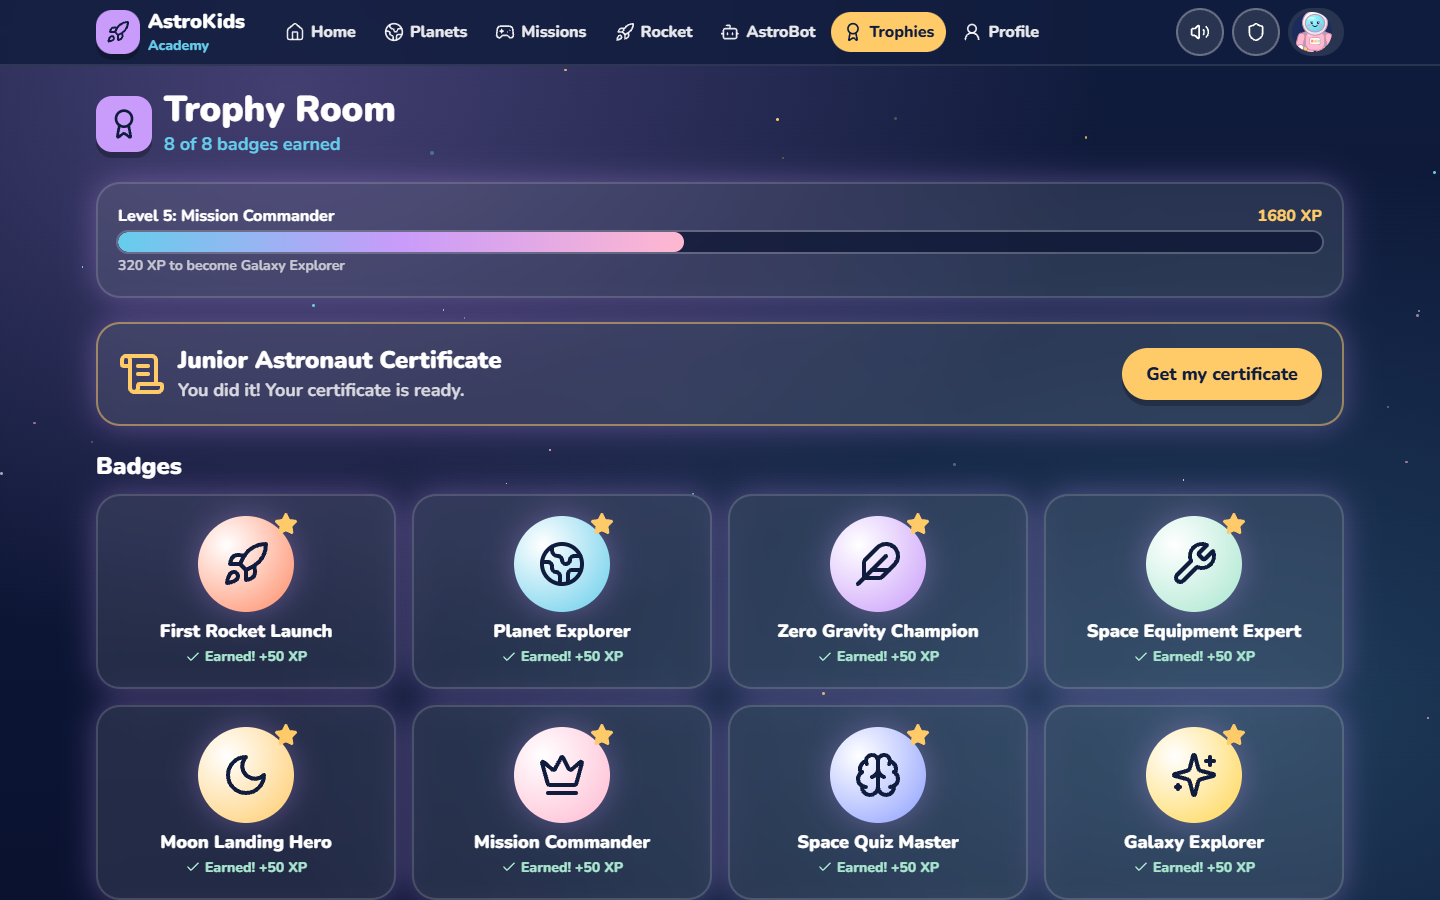 AstroKids
Academy
Home
Planets
Missions
Rocket
AstroBot
Trophies
Profile
Trophy Room
8 of 8 badges earned
Level 5: Mission Commander
1680 XP
320 XP to become Galaxy Explorer
Junior Astronaut Certificate
You did it! Your certificate is ready.
Get my certificate
Badges
First Rocket Launch
Earned! +50 XP
Planet Explorer
Earned! +50 XP
Zero Gravity Champion
Earned! +50 XP
Space Equipment Expert
Earned! +50 XP
Moon Landing Hero
Earned! +50 XP
Mission Commander
Earned! +50 XP
Space Quiz Master
Earned! +50 XP
Galaxy Explorer
Earned! +50 XP